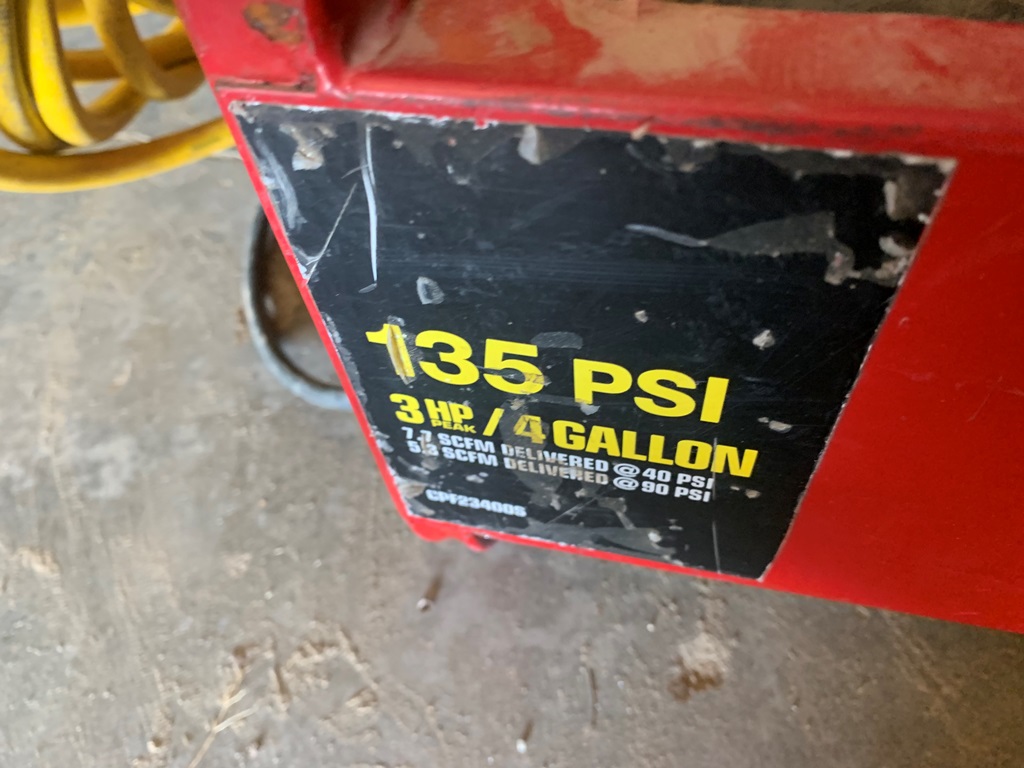 135 PSI
3 HP PEAK / 4 GALLON
7.7 SCFM DELIVERED @ 40 PSI
5.3 SCFM DELIVERED @ 90 PSI
CPF23400S